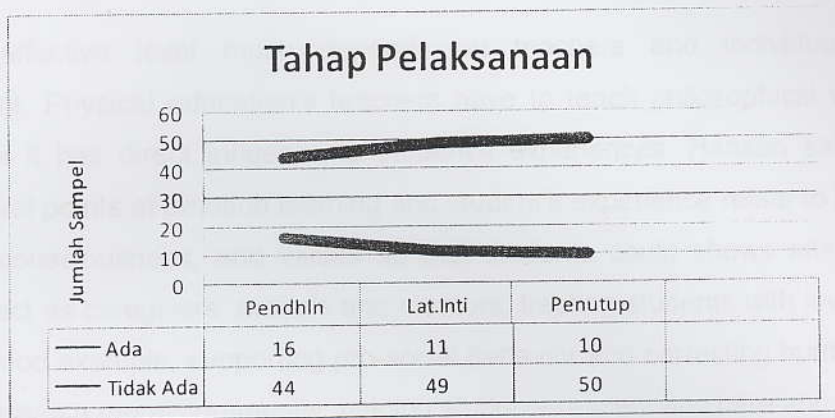 Tahap Pelaksanaan
Jumlah Sampel
60
50
40
30
20
10
0
Pendhln Lat.Inti Penutup
Ada 16 11 10
Tidak Ada 44 49 50